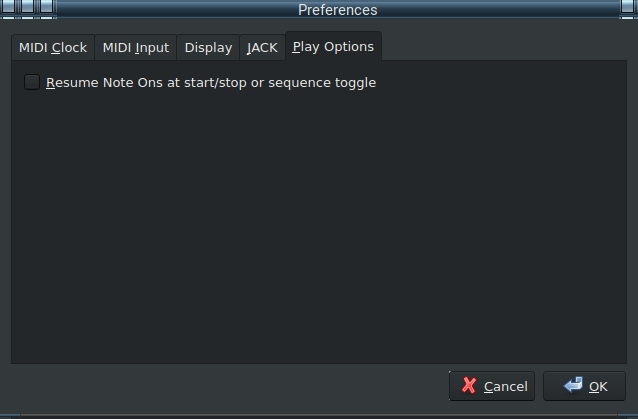 Preferences
MIDI Clock MIDI Input Display JACK Play Options
Resume Note Ons at start/stop or sequence toggle
Cancel OK